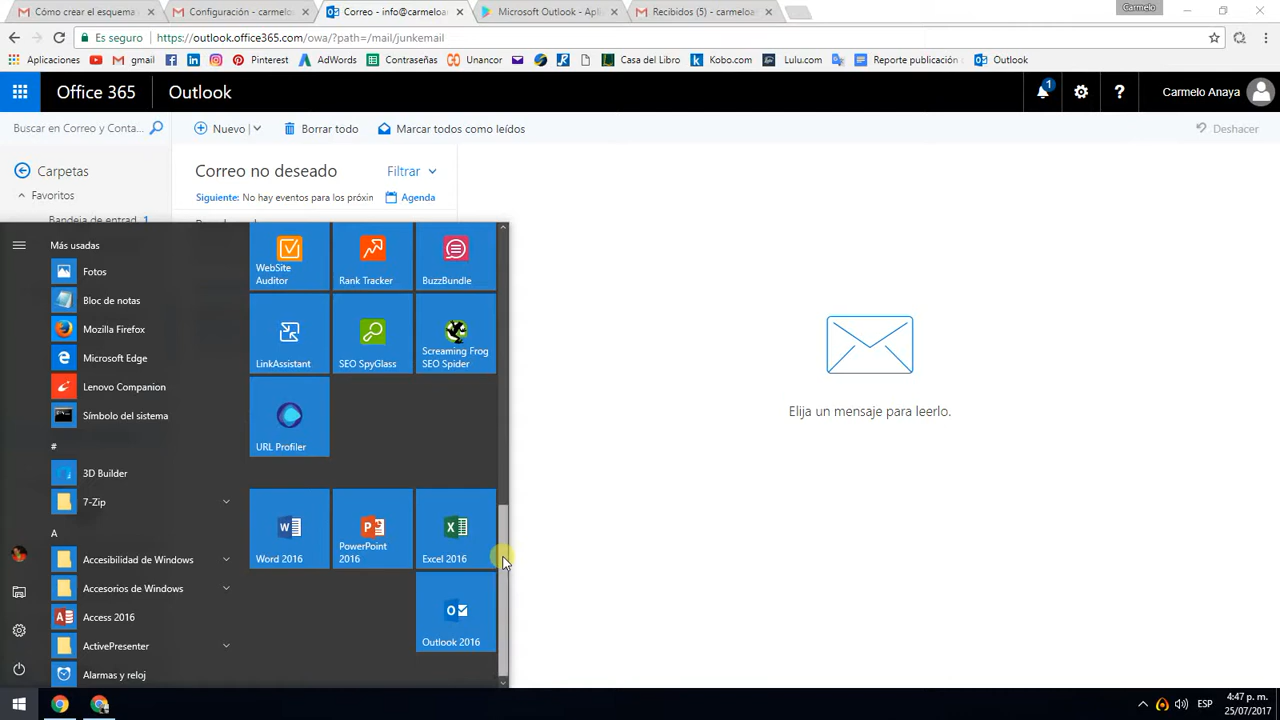 Cómo crear el esquema
Configuración - carmelo
Correo - info@carmeloa
Microsoft Outlook - Apli
Recibidos (5) - carmeloa
Carmelo
Es seguro
https://outlook.office365.com/owa/?path=/mail/junkemail
Aplicaciones
gmail
Pinterest
AdWords
Contraseñas
Unancor
Casa del Libro
Kobo.com
Lulu.com
Reporte publicación
Outlook
Office 365
Outlook
1
?
Carmelo Anaya
Buscar en Correo y Conta...
Nuevo
Borrar todo
Marcar todos como leídos
Deshacer
Carpetas
Correo no deseado
Filtrar
Favoritos
Siguiente: No hay eventos para los próxin
Agenda
Bandeja de entrad 1
Más usadas
Fotos
Bloc de notas
Mozilla Firefox
Microsoft Edge
Lenovo Companion
Símbolo del sistema
#
3D Builder
7-Zip
A
Accesibilidad de Windows
Accesorios de Windows
Access 2016
ActivePresenter
Alarmas y reloj
WebSite
Auditor
Rank Tracker
BuzzBundle
LinkAssistant
SEO SpyGlass
Screaming Frog
SEO Spider
URL Profiler
Word 2016
PowerPoint
2016
Excel 2016
Outlook 2016
Elija un mensaje para leerlo.
ESP
4:47 p. m.
25/07/2017